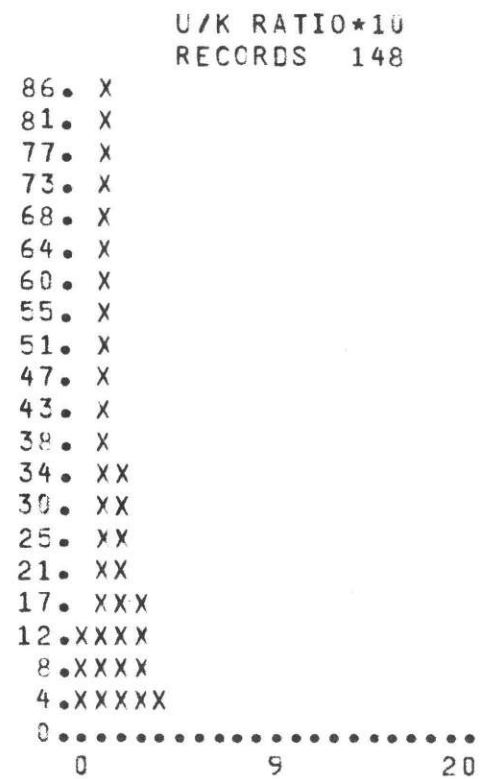 U/K RATIO*10
RECORDS 148
86. X
81. X
77. X
73. X
68. X
64. X
60. X
55. X
51. X
47. X
43. X
38. X
34. XX
30. XX
25. XX
21. XX
17. XXX
12.XXXX
8.XXXX
4.XXXXX
0.......................
0 9 20